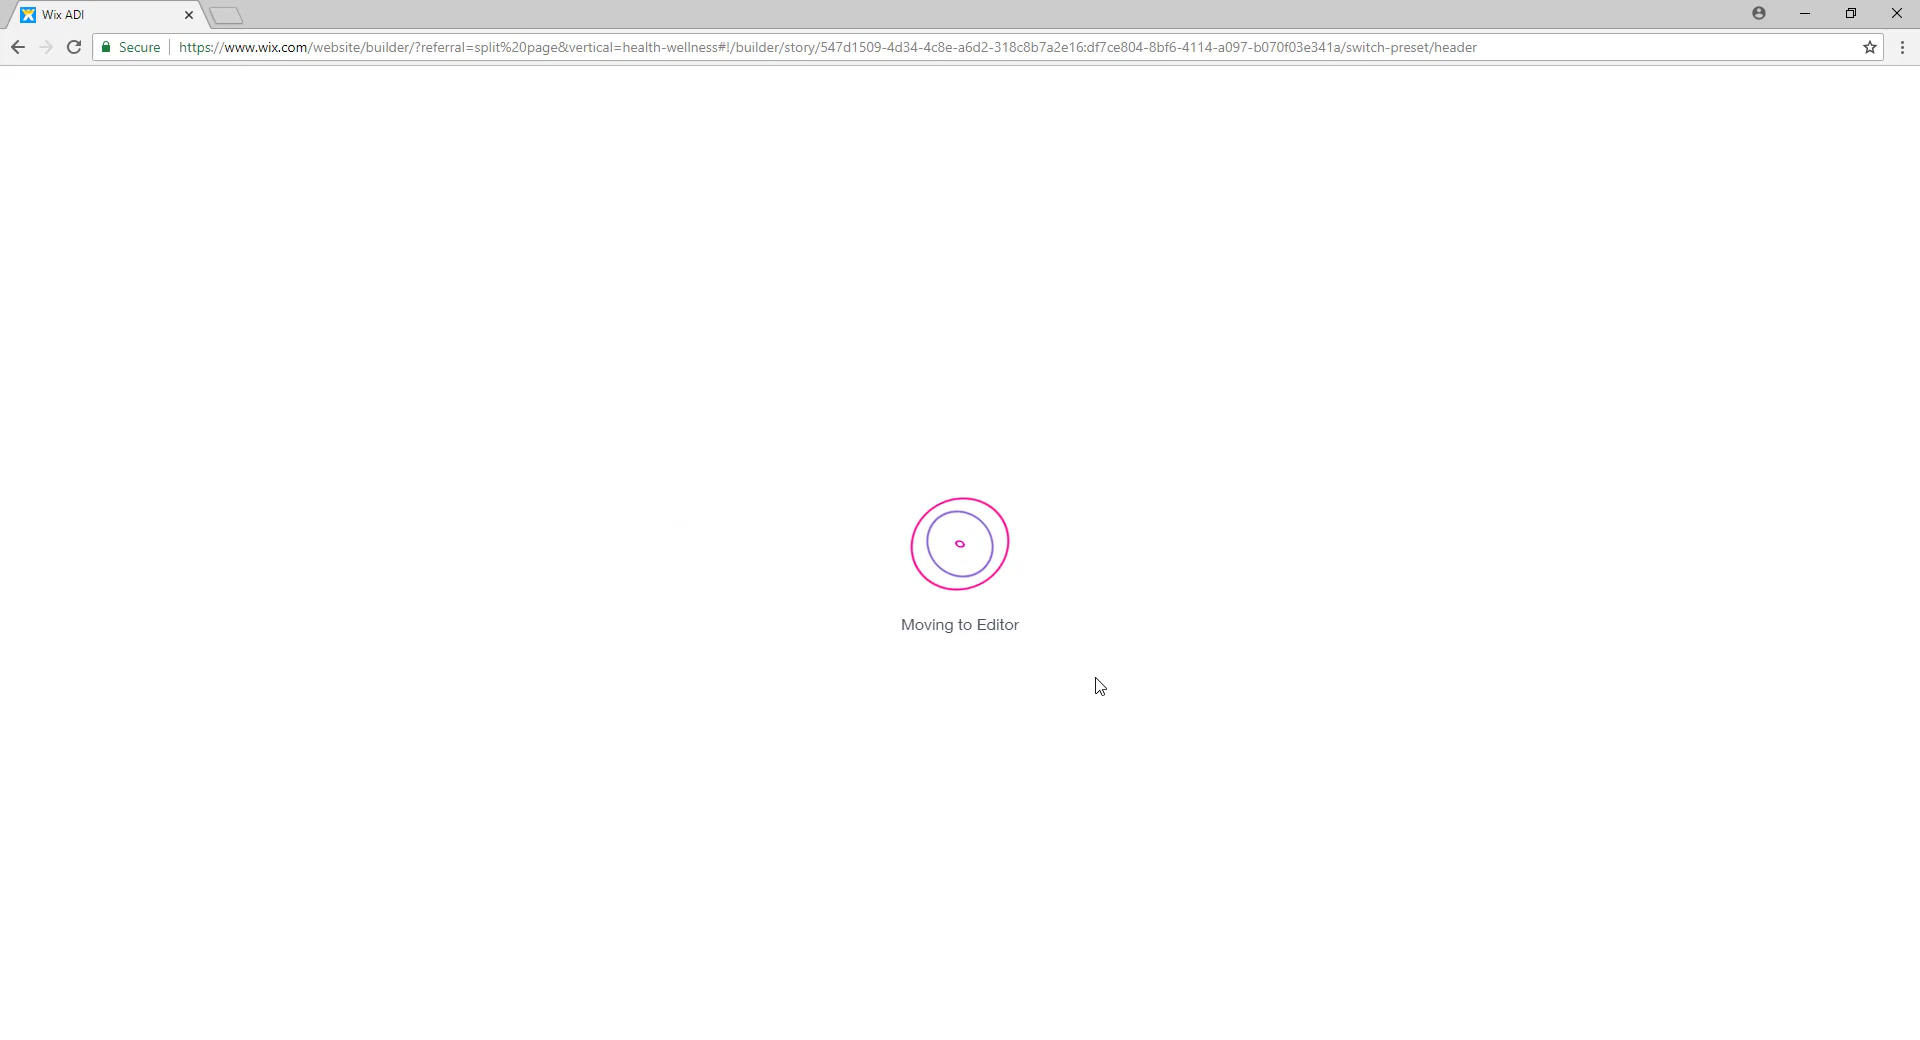 Wix ADI
Secure
https://www.wix.com/website/builder/?referral=split%20page&vertical=health-wellness#!/builder/story/547d1509-4d34-4c8e-a6d2-318c8b7a2e16:df7ce804-8bf6-4114-a097-b070f03e341a/switch-preset/header
Moving to Editor